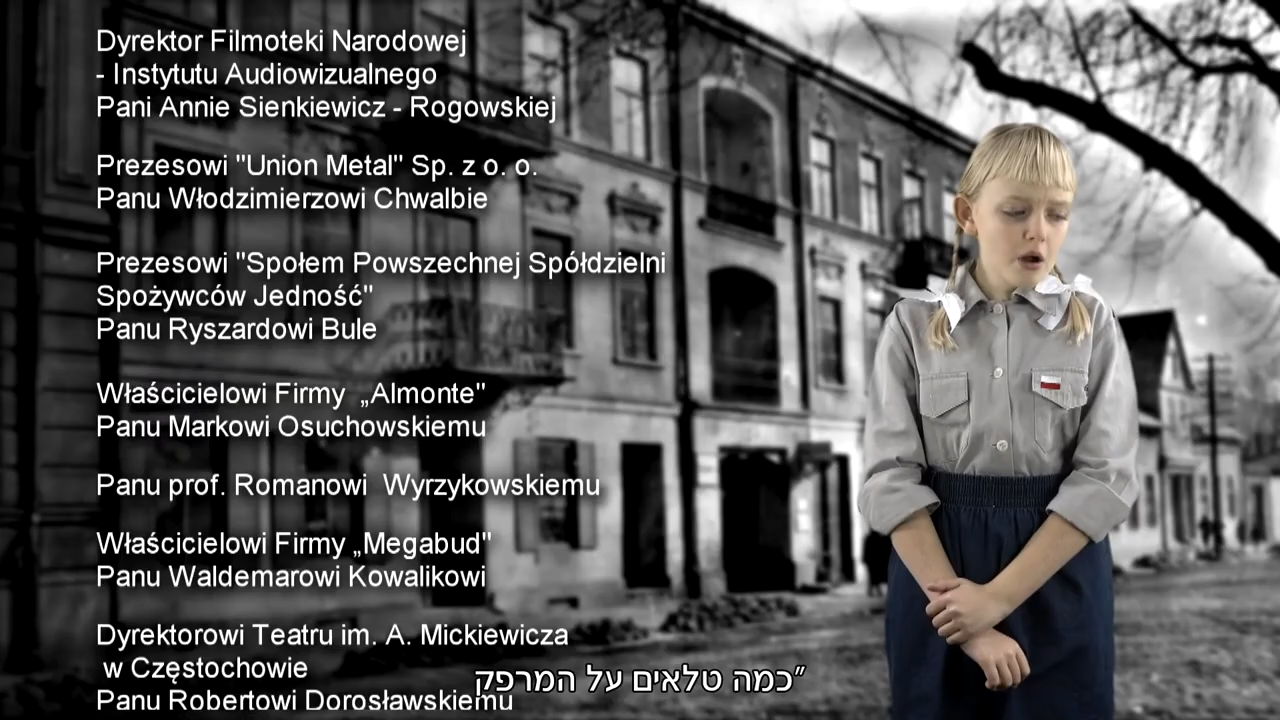 Dyrektor Filmoteki Narodowej
- Instytutu Audiowizualnego
Pani Annie Sienkiewicz - Rogowskiej
Prezesowi "Union Metal" Sp. z o. o.
Panu Włodzimierzowi Chwalbie
Prezesowi "Społem Powszechnej Spółdzielni
Spożywców Jedność"
Panu Ryszardowi Bule
Właścicielowi Firmy „Almonte"
Panu Markowi Osuchowskiemu
Panu prof. Romanowi Wyrzykowskiemu
Właścicielowi Firmy „Megabud"
Panu Waldemarowi Kowalikowi
Dyrektorowi Teatru im. A. Mickiewicza
w Częstochowie
Panu Robertowi Dorosławskiemu
"כמה טלאים על המרפק